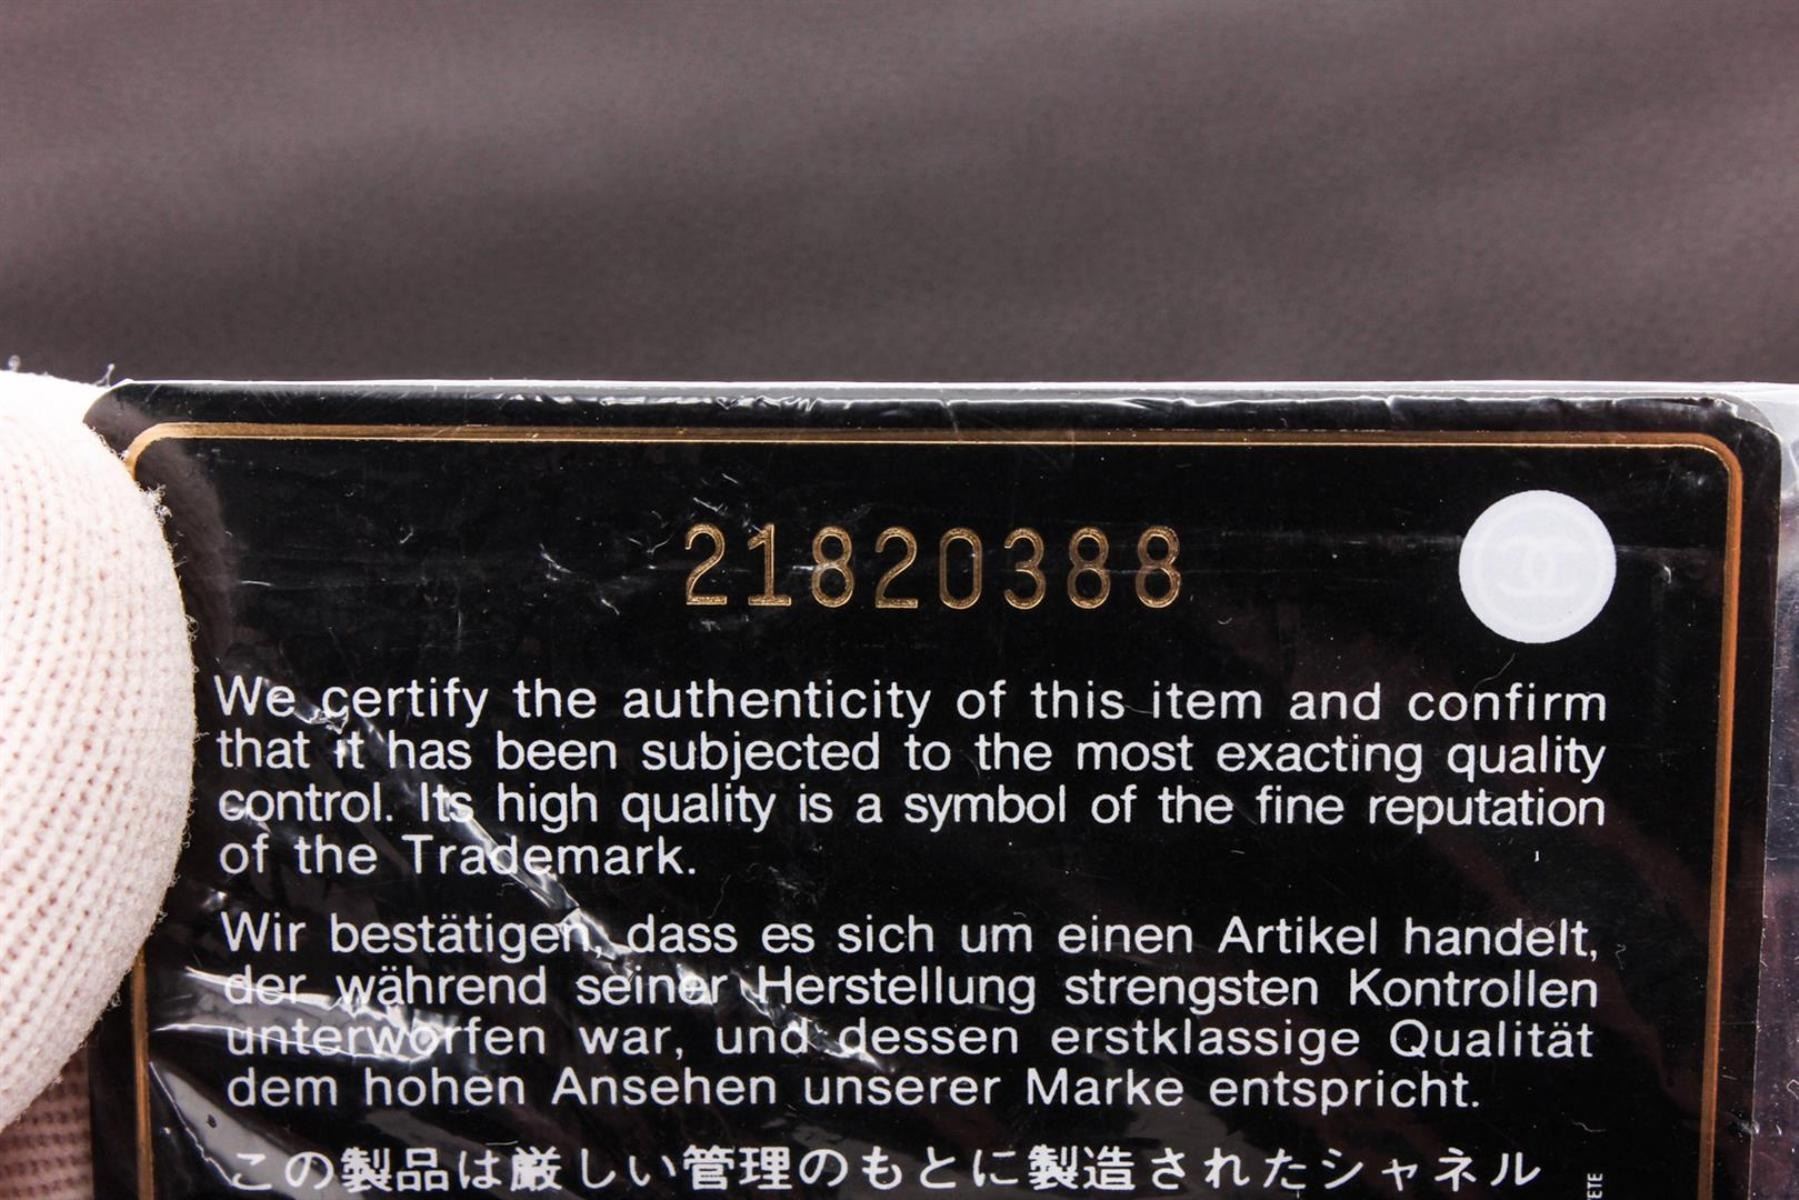 21820388
We certify the authenticity of this item and confirm
that it has been subjected to the most exacting quality
control. Its high quality is a symbol of the fine reputation
of the Trademark.
Wir bestätigen, dass es sich um einen Artikel handelt,
der während seiner Herstellung strengsten Kontrollen
unterworfen war, und dessen erstklassige Qualität
dem hohen Ansehen unserer Marke entspricht.
この製品は厳しい管理のもとに製造されたシャネル